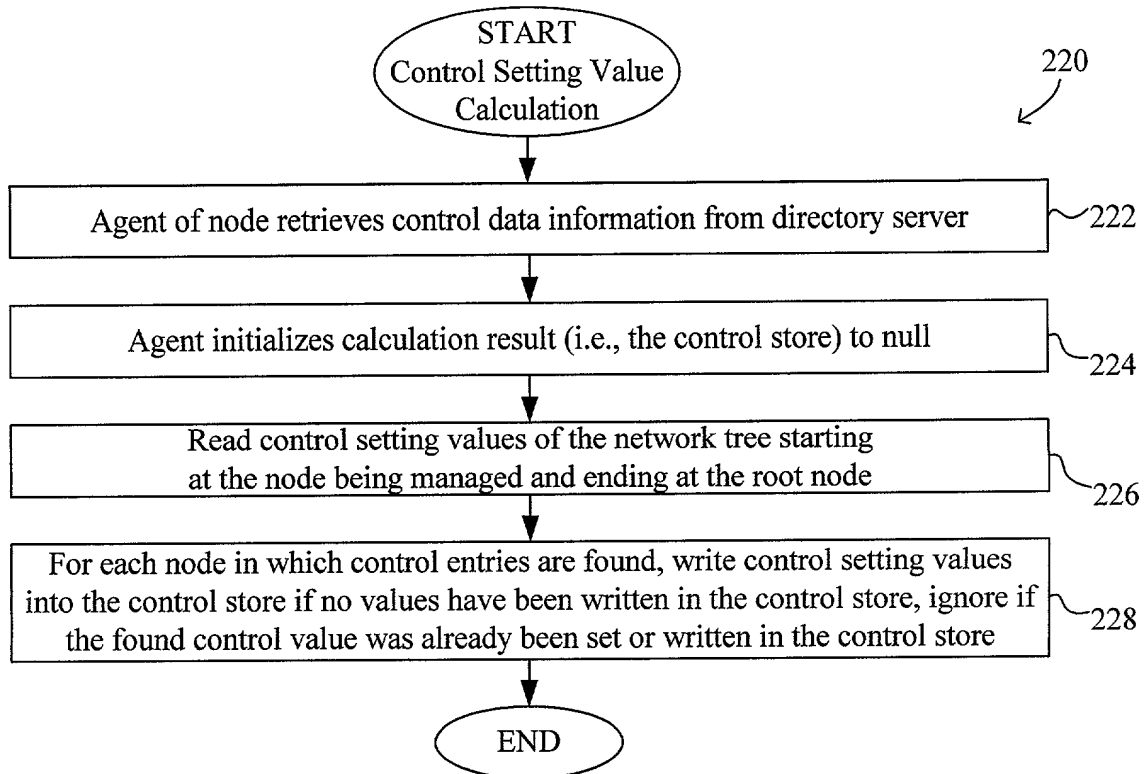 START
Control Setting Value
Calculation
220
Agent of node retrieves control data information from directory server
222
Agent initializes calculation result (i.e., the control store) to null
224
Read control setting values of the network tree starting
at the node being managed and ending at the root node
226
For each node in which control entries are found, write control setting values
into the control store if no values have been written in the control store, ignore if
the found control value was already been set or written in the control store
228
END